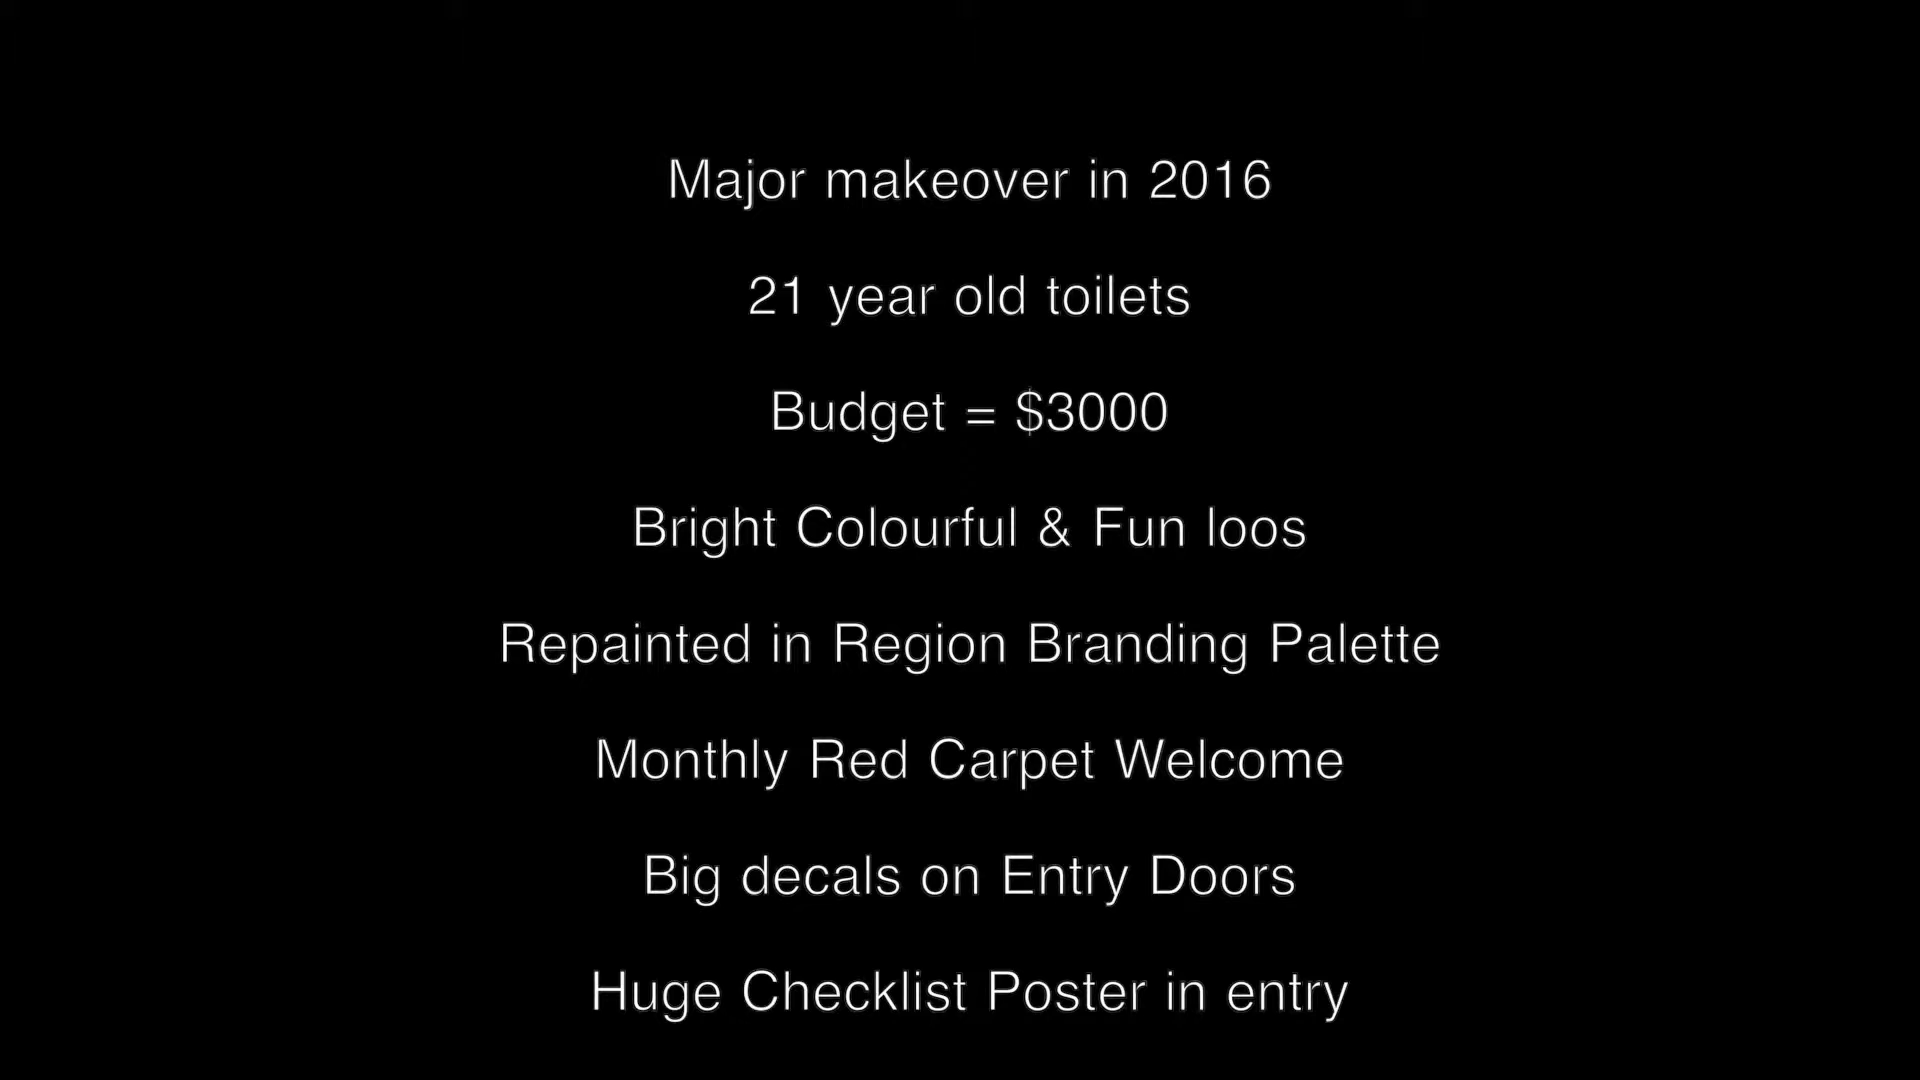 Major makeover in 2016
21 year old toilets
Budget = $3000
Bright Colourful & Fun loos
Repainted in Region Branding Palette
Monthly Red Carpet Welcome
Big decals on Entry Doors
Huge Checklist Poster in entry